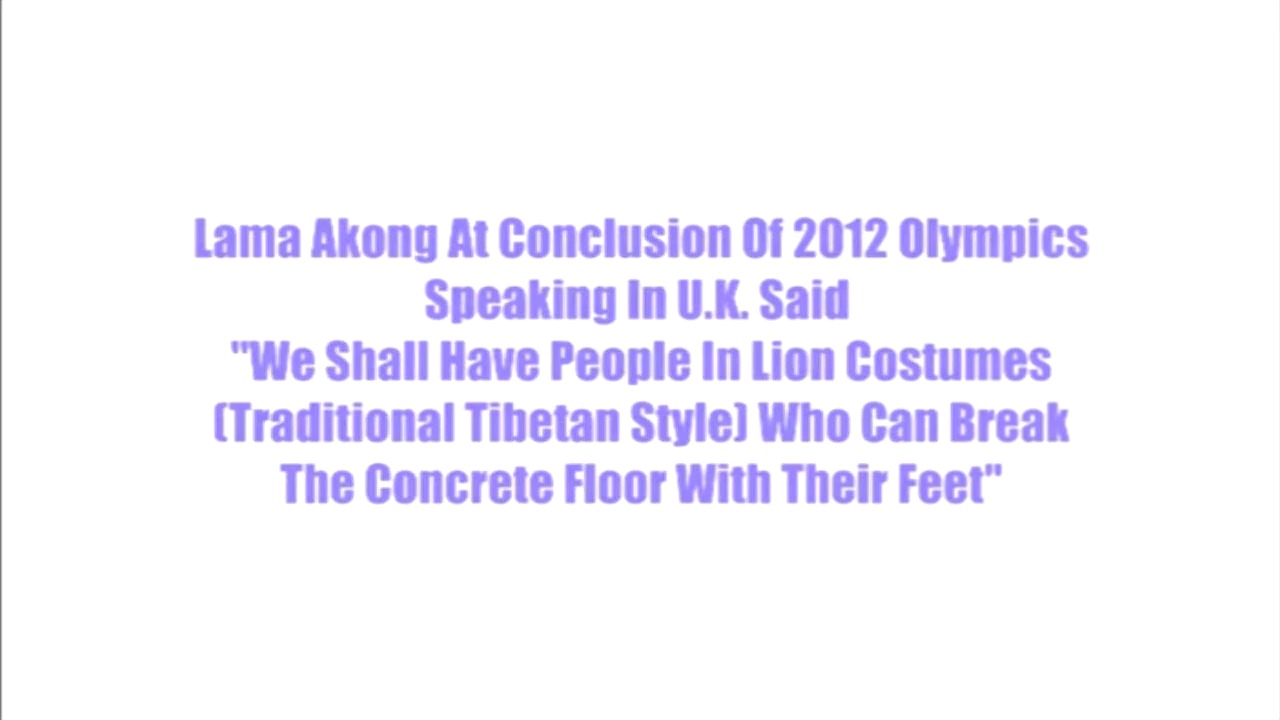 Lama Akong At Conclusion Of 2012 Olympics
Speaking In U.K. Said
"We Shall Have People In Lion Costumes
(Traditional Tibetan Style) Who Can Break
The Concrete Floor With Their Feet"